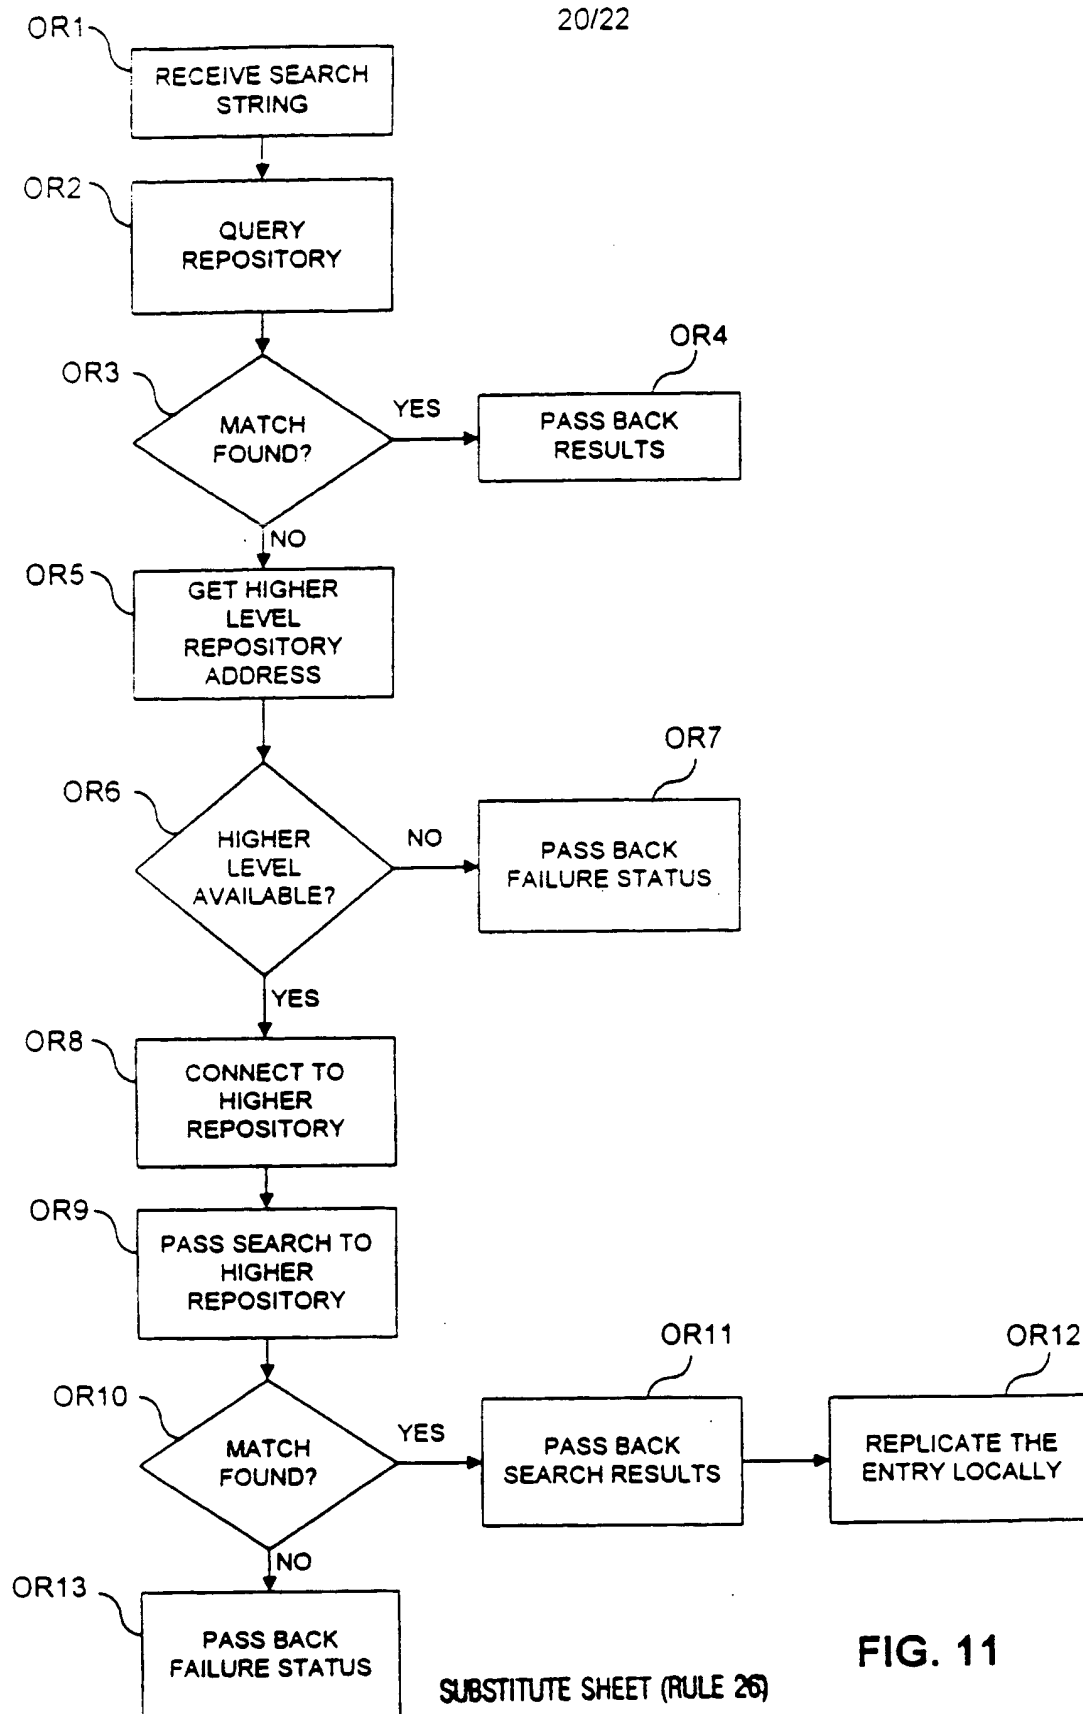 20/22
OR1
RECEIVE SEARCH
STRING
OR2
QUERY
REPOSITORY
OR3
MATCH
FOUND?
YES
OR4
PASS BACK
RESULTS
NO
OR5
GET HIGHER
LEVEL
REPOSITORY
ADDRESS
OR6
HIGHER
LEVEL
AVAILABLE?
NO
OR7
PASS BACK
FAILURE STATUS
YES
OR8
CONNECT TO
HIGHER
REPOSITORY
OR9
PASS SEARCH TO
HIGHER
REPOSITORY
OR10
MATCH
FOUND?
YES
OR11
PASS BACK
SEARCH RESULTS
OR12
REPLICATE THE
ENTRY LOCALLY
NO
OR13
PASS BACK
FAILURE STATUS
FIG. 11
SUBSTITUTE SHEET (RULE 26)